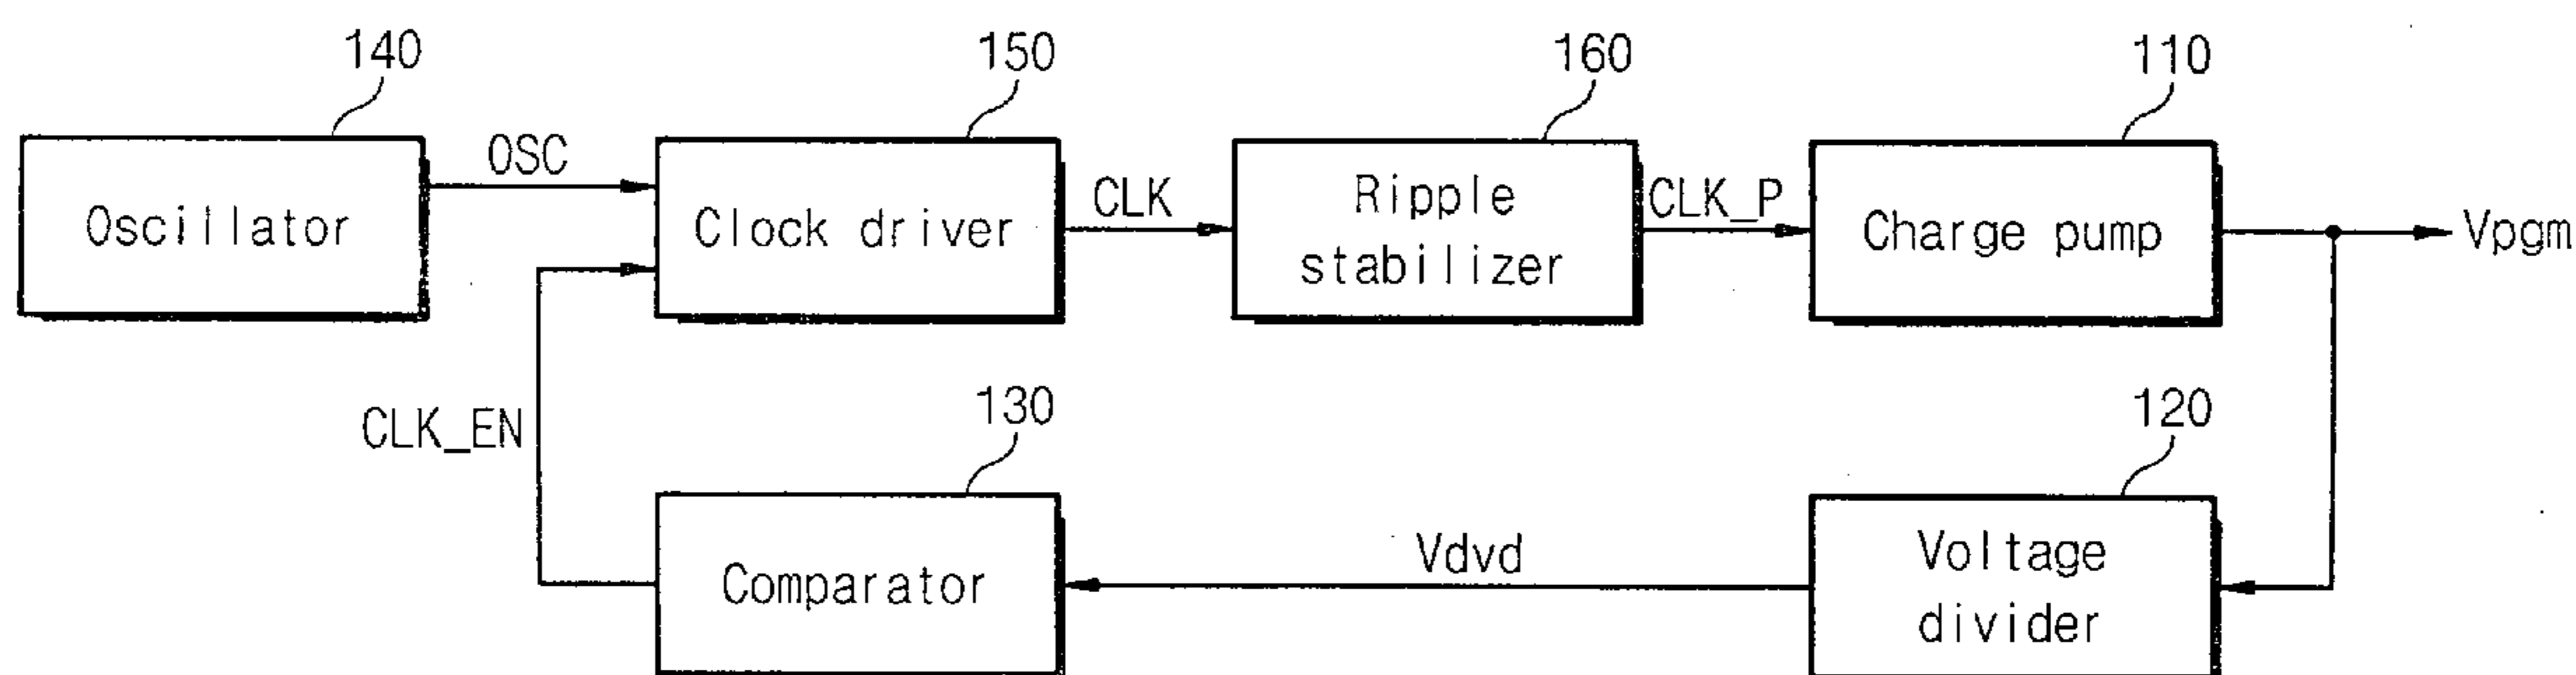 140
150
160
110
Oscillator
OSC
Clock driver
CLK
Ripple
stabilizer
CLK_P
Charge pump
Vpgm
CLK_EN
130
120
Comparator
Vdvd
Voltage
divider